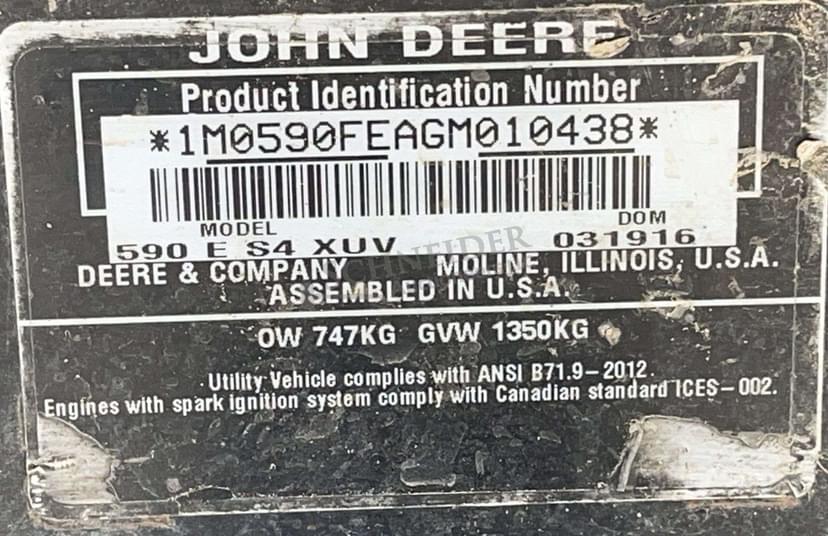 JOHN DEERE
Product Identification Number
*1M0590FEAGM010438*
MODEL
DOM
590 E S4 XUV
031916
DEERE & COMPANY MOLINE, ILLINOIS, U.S.A.
ASSEMBLED IN U.S.A.
OW 747KG GVW 1350KG
Utility Vehicle complies with ANSI B71.9-2012.
Engines with spark ignition system comply with Canadian standard ICES-002.
SCHNEIDER